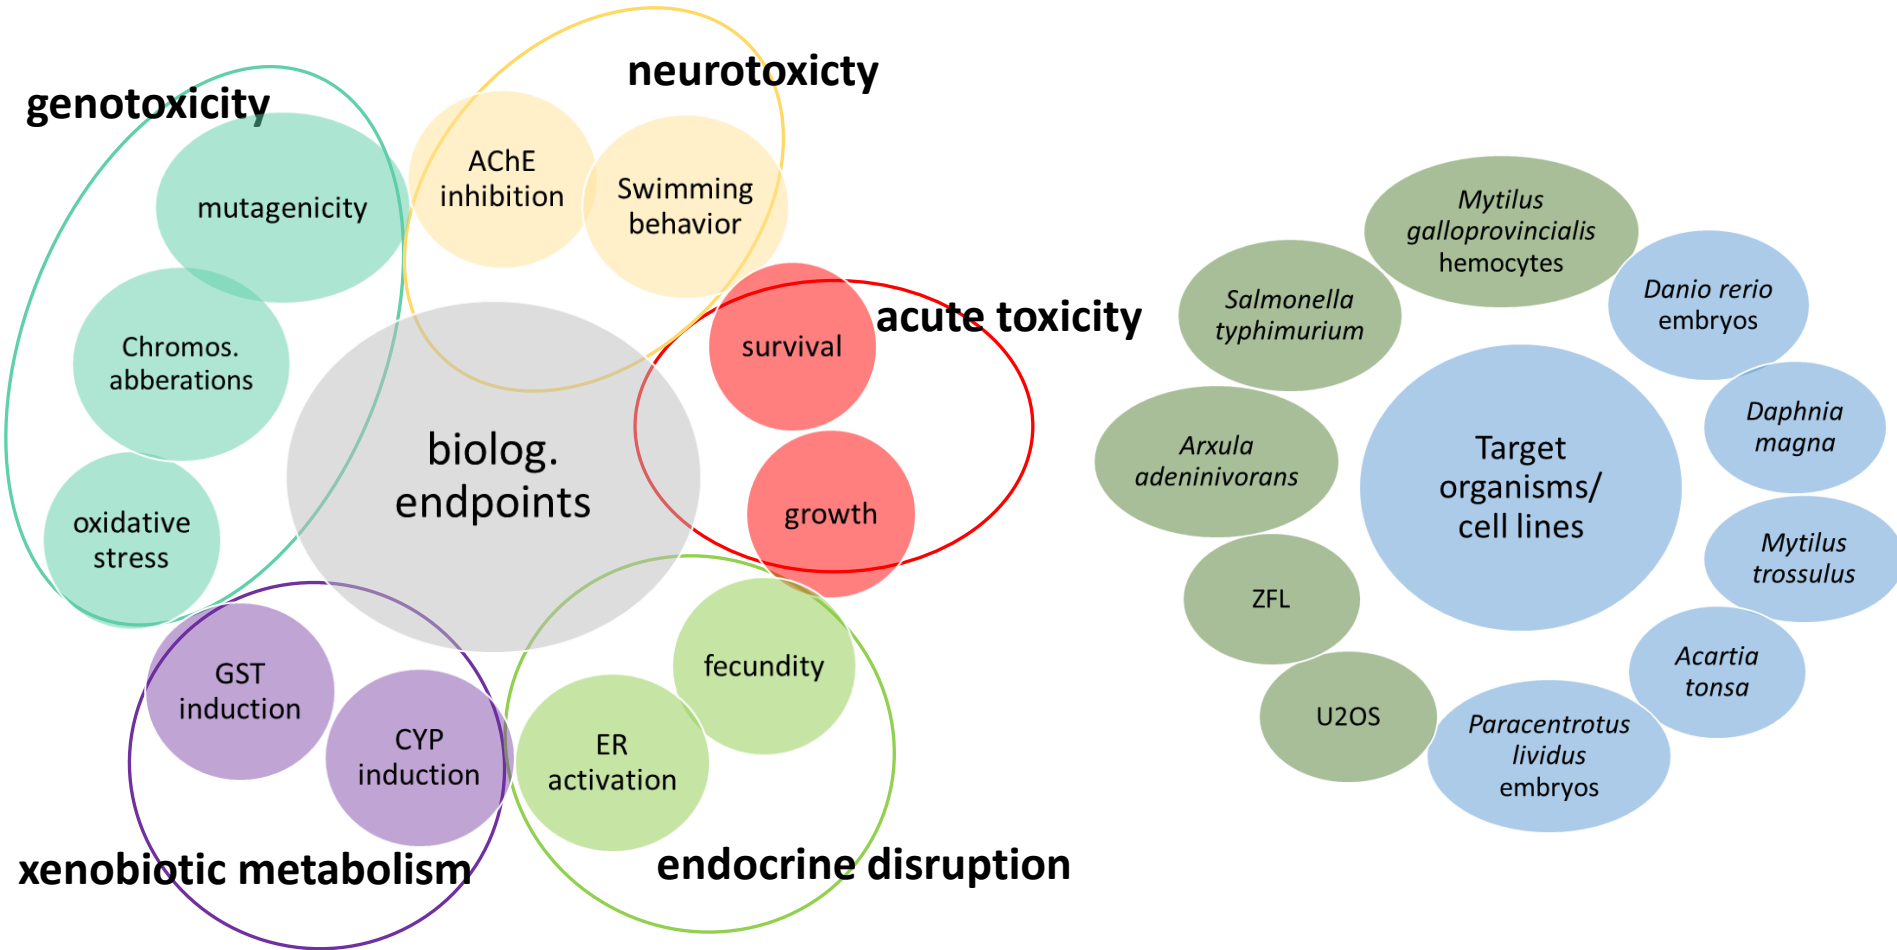 genotoxicity
neurotoxicty
acute toxicity
endocrine disruption
xenobiotic metabolism
mutagenicity
Chromos.
abberations
oxidative
stress
AChE
inhibition
Swimming
behavior
survival
growth
fecundity
ER
activation
CYP
induction
GST
induction
biolog.
endpoints
Target
organisms/
cell lines
Mytilus
galloprovincialis
hemocytes
Danio rerio
embryos
Daphnia
magna
Mytilus
trossulus
Acartia
tonsa
Paracentrotus
lividus
embryos
U2OS
ZFL
Arxula
adeninivorans
Salmonella
typhimurium